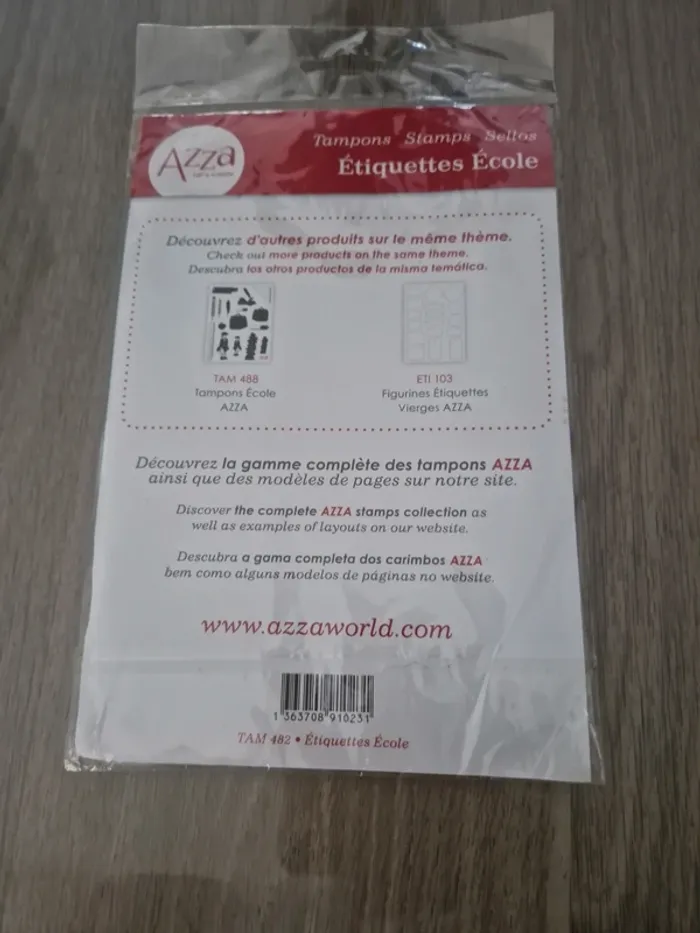 Azza
Tampons Stamps Sellos
Étiquettes École
Découvrez d'autres produits sur le même thème.
Check out more products on the same theme.
Descubra los otros productos de la misma temática.
TAM 488
Tampons École
AZZA
ETI 103
Figurines Étiquettes
Vierges AZZA
Découvrez la gamme complète des tampons AZZA
ainsi que des modèles de pages sur notre site.
Discover the complete AZZA stamps collection as
well as examples of layouts on our website.
Descubra a gama completa dos carimbos AZZA
bem como alguns modelos de páginas no website.
www.azzaworld.com
1 363708 910231
TAM 482 • Étiquettes École